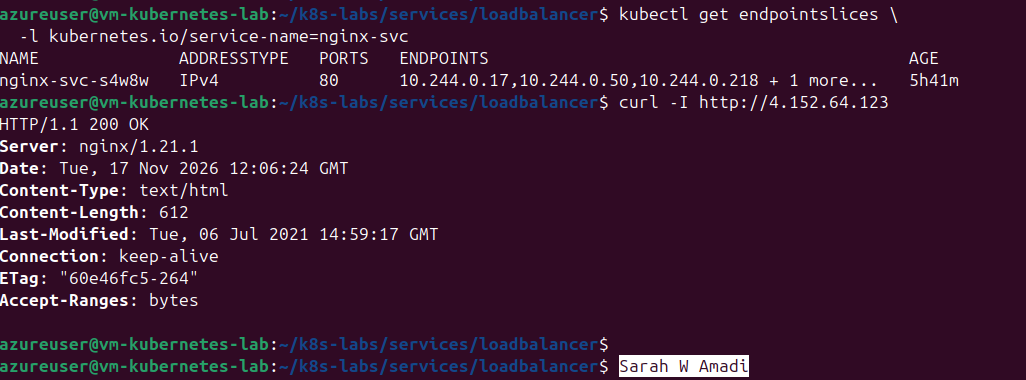 azureuser@vm-kubernetes-lab:~/k8s-labs/services/loadbalancer$ kubectl get endpointslices \
  -l kubernetes.io/service-name=nginx-svc
NAME              ADDRESSTYPE   PORTS   ENDPOINTS                                         AGE
nginx-svc-s4w8w   IPv4          80      10.244.0.17,10.244.0.50,10.244.0.218 + 1 more...   5h41m
azureuser@vm-kubernetes-lab:~/k8s-labs/services/loadbalancer$ curl -I http://4.152.64.123
HTTP/1.1 200 OK
Server: nginx/1.21.1
Date: Tue, 17 Nov 2026 12:06:24 GMT
Content-Type: text/html
Content-Length: 612
Last-Modified: Tue, 06 Jul 2021 14:59:17 GMT
Connection: keep-alive
ETag: "60e46fc5-264"
Accept-Ranges: bytes

azureuser@vm-kubernetes-lab:~/k8s-labs/services/loadbalancer$
azureuser@vm-kubernetes-lab:~/k8s-labs/services/loadbalancer$ Sarah W Amadi